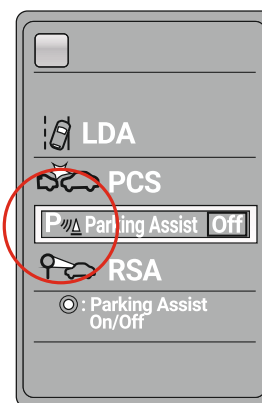 LDA
PCS
P Parking Assist Off
RSA
: Parking Assist
On/Off